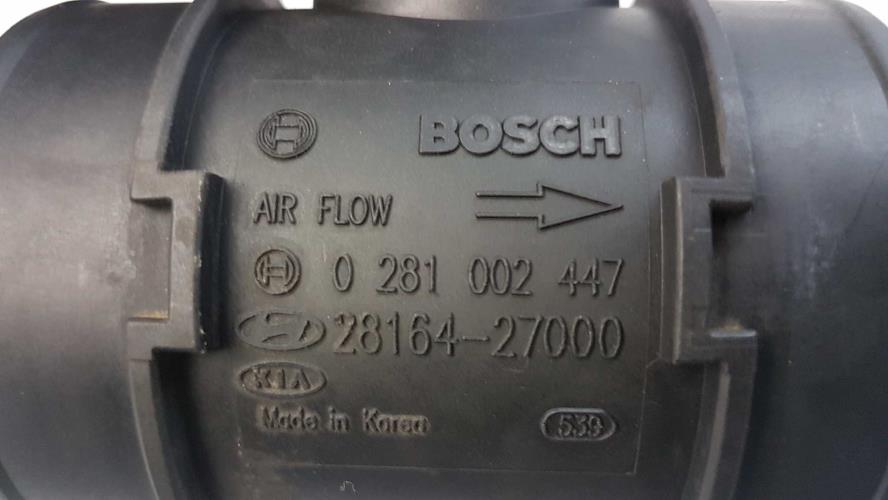 BOSCH
AIR FLOW
0 281 002 447
28164-27000
KIA
Made in Korea 539